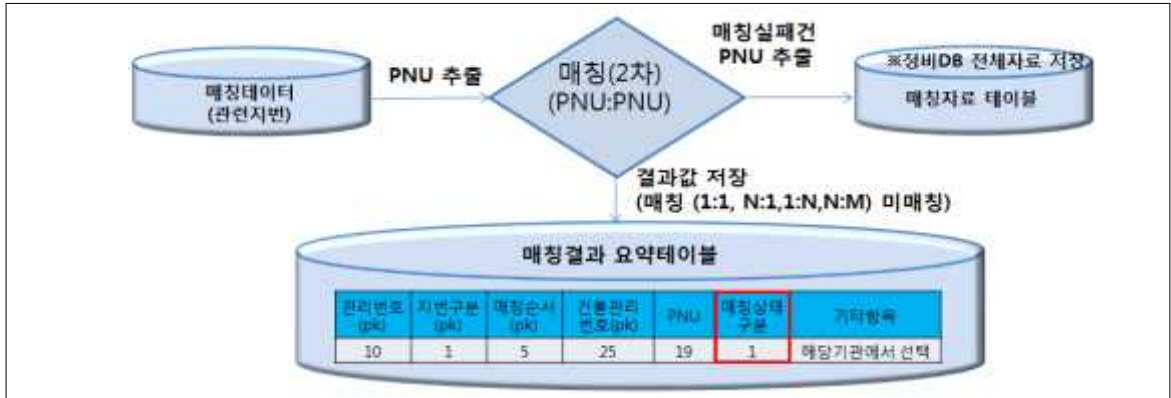 매칭데이터
(관련지번)
PNU 추출
매칭(2차)
(PNU:PNU)
매칭실패건
PNU 추출
※정비DB 전체자료 저장
매칭자료 테이블
결과값 저장
(매칭 (1:1, N:1,1:N,N:M) 미매칭)
매칭결과 요약테이블
관리번호 지번구분 매칭순서 건물관리 PNU 매칭상태 기타항목
(pk) (pk) (pk) 번호(pk) 구분
10 1 5 25 19 1 해당기관에서 선택